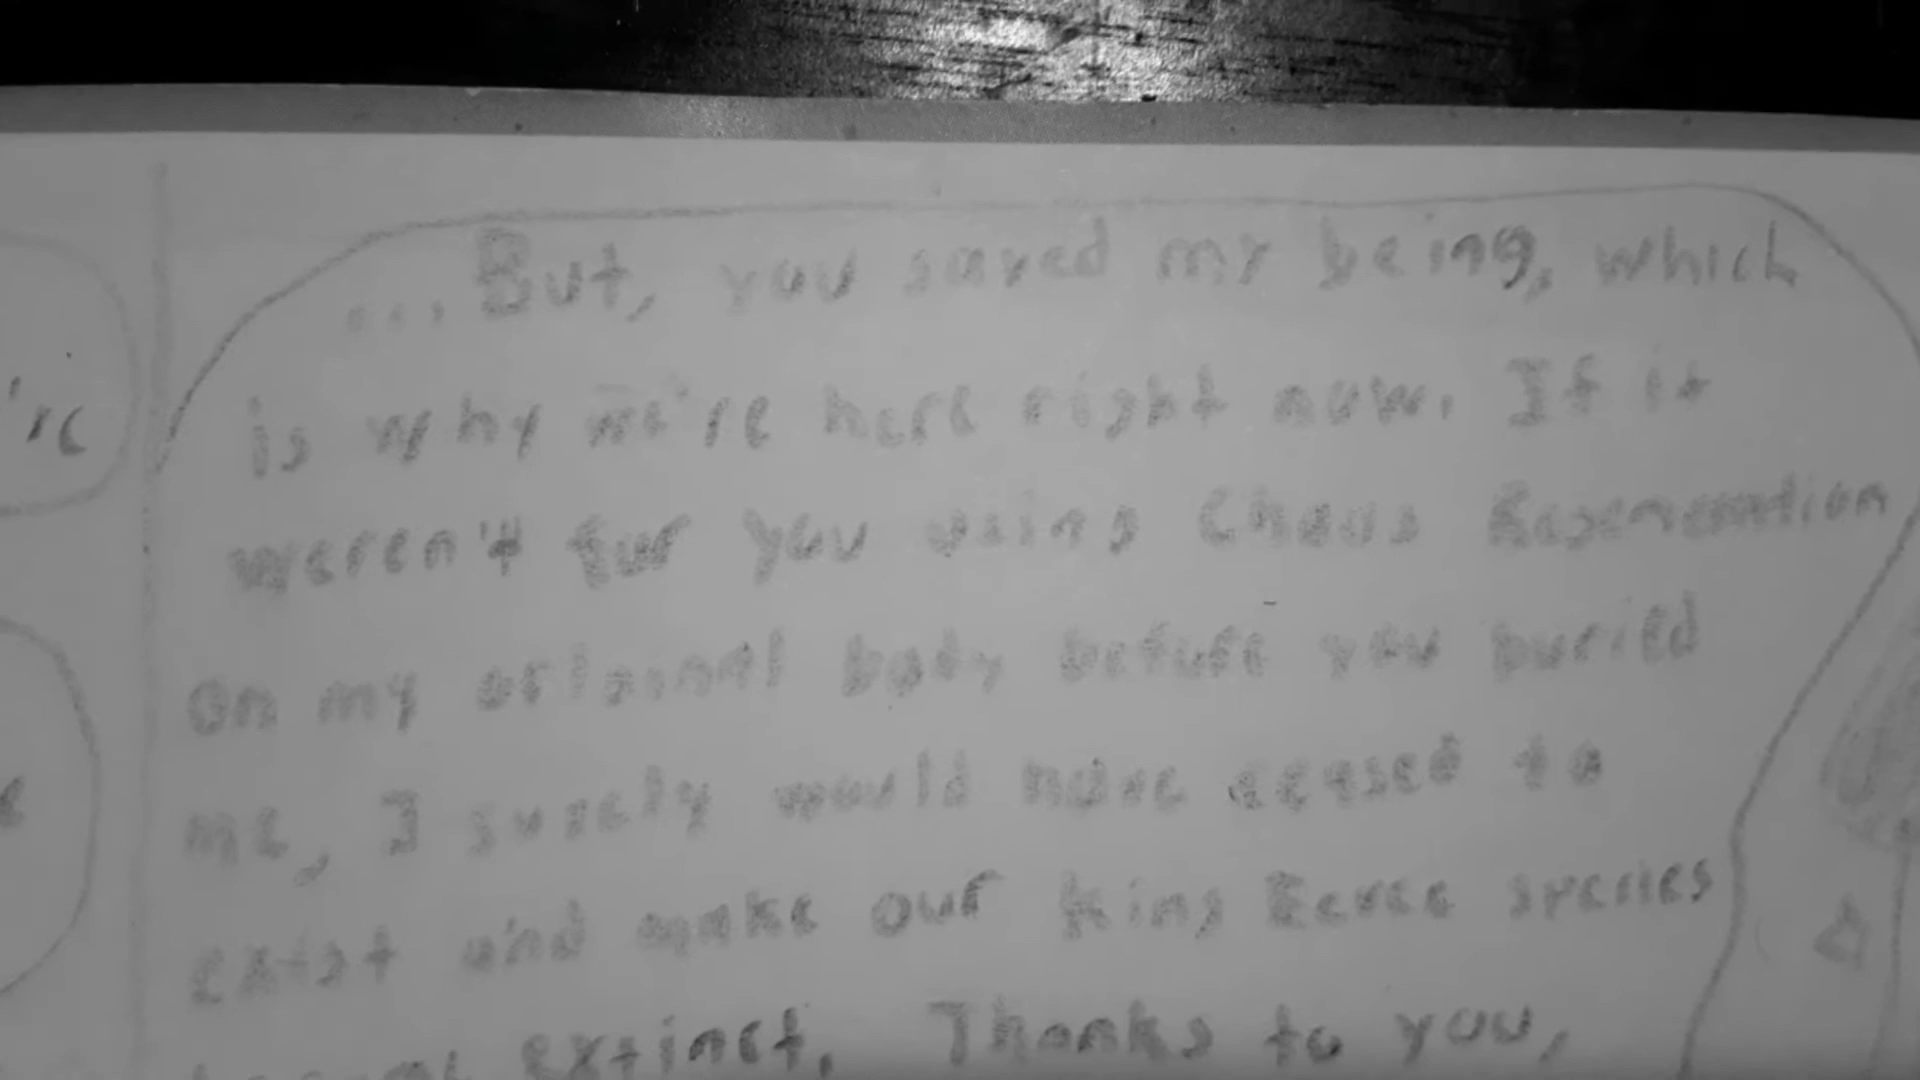 ... But, you saved my being, which
is why we're here right now. If it
weren't for you using Chaos Regeneration
on my original body before you buried
me, I surely would have ceased to
exist and make our King Reree species
extinct. Thanks to you,